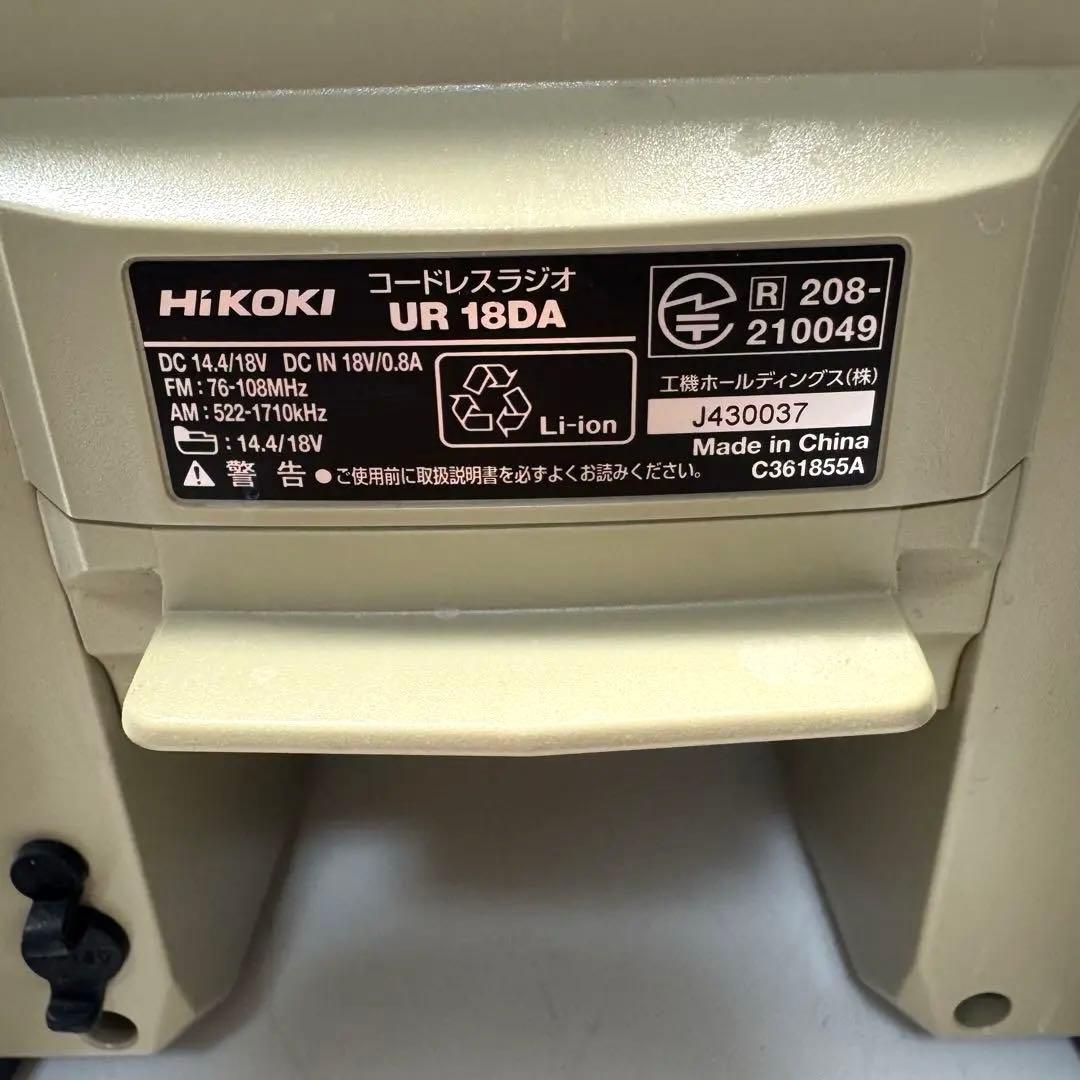 HiKOKI
コードレスラジオ
UR 18DA
DC 14.4/18V DC IN 18V/0.8A
FM : 76-108MHz
AM : 522-1710kHz
: 14.4/18V
Li-ion
R 208-
210049
工機ホールディングス(株)
J430037
Made in China
C361855A
警告 ●ご使用前に取扱説明書を必ずよくお読みください。